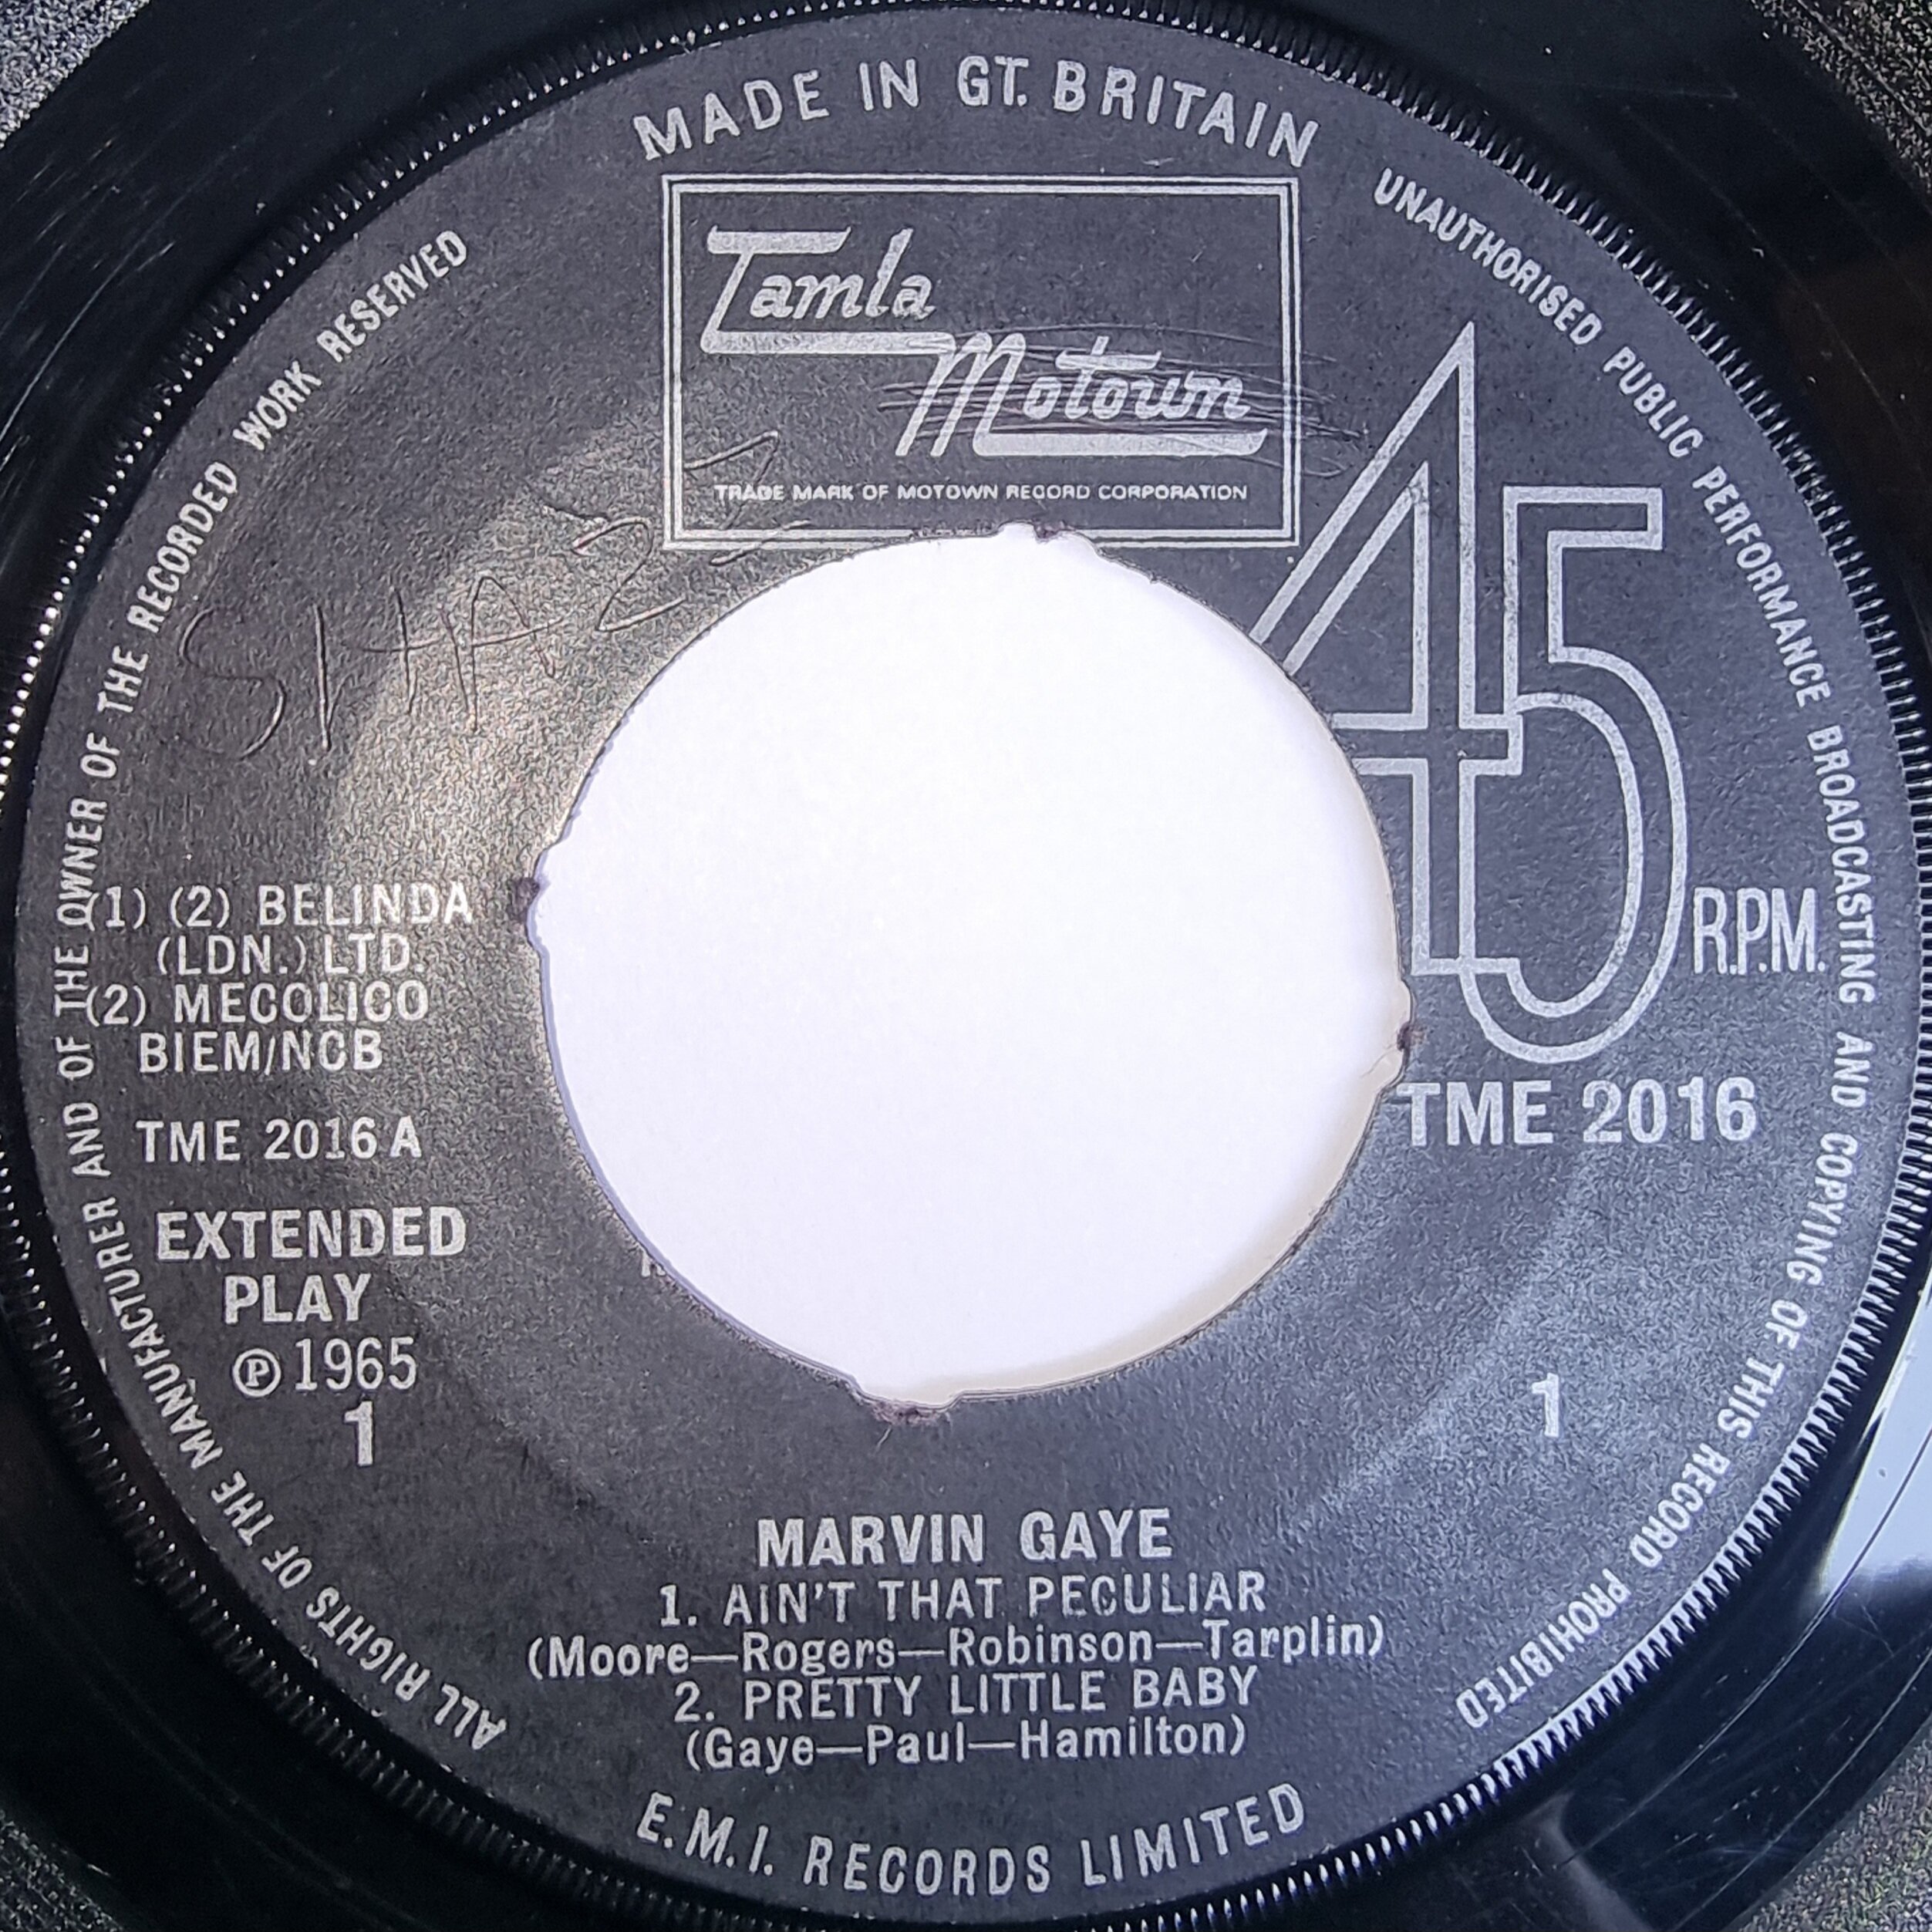 MADE IN GT. BRITAIN
Tamla
Motown
TRADE MARK OF MOTOWN RECORD CORPORATION
UNAUTHORISED PUBLIC PERFORMANCE BROADCASTING AND COPYING OF THIS RECORD PROHIBITED
ALL RIGHTS OF THE MANUFACTURER AND OF THE OWNER OF THE RECORDED WORK RESERVED
45
R.P.M.
(1) (2) BELINDA
(LDN.) LTD.
(2) MECOLICO
BIEM/NCB
TME 2016 A
TME 2016
EXTENDED
PLAY
℗ 1965
1
1
MARVIN GAYE
1. AIN'T THAT PECULIAR
(Moore—Rogers—Robinson—Tarplin)
2. PRETTY LITTLE BABY
(Gaye—Paul—Hamilton)
E.M.I. RECORDS LIMITED